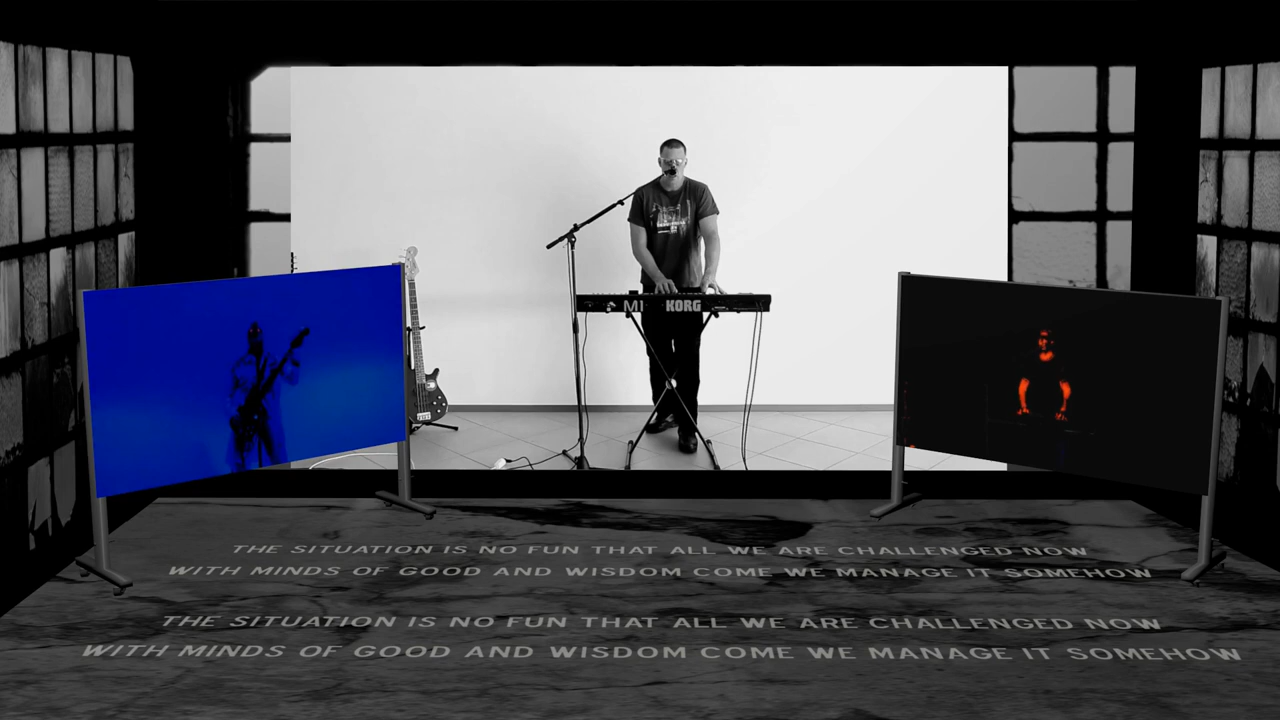 M1 KORG
THE SITUATION IS NO FUN THAT ALL WE ARE CHALLENGED NOW
WITH MINDS OF GOOD AND WISDOM COME WE MANAGE IT SOMEHOW
THE SITUATION IS NO FUN THAT ALL WE ARE CHALLENGED NOW
WITH MINDS OF GOOD AND WISDOM COME WE MANAGE IT SOMEHOW